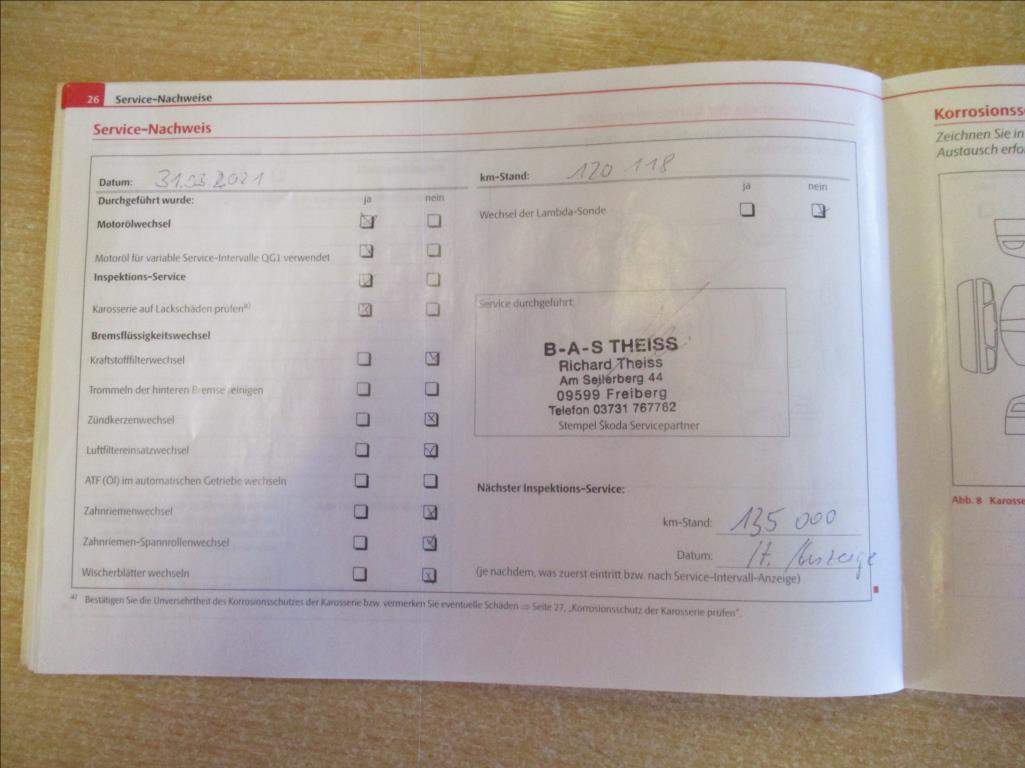 26 Service-Nachweise
Service-Nachweis
Datum: 31.03.2021
Durchgeführt wurde: ja nein
Motorölwechsel
Motoröl für variable Service-Intervalle QG1 verwendet
Inspektions-Service
Karosserie auf Lackschäden prüfen a)
Bremsflüssigkeitswechsel
Kraftstofffilterwechsel
Trommeln der hinteren Bremse reinigen
Zündkerzenwechsel
Luftfiltereinsatzwechsel
ATF (Öl) im automatischen Getriebe wechseln
Zahnriemenwechsel
Zahnriemen-Spannrollenwechsel
Wischerblätter wechseln
km-Stand: 120 118
ja nein
Wechsel der Lambda-Sonde
Service durchgeführt:
B-A-S THEISS
Richard Theiss
Am Seilerberg 44
09599 Freiberg
Telefon 03731 767762
Stempel Škoda Servicepartner
Nächster Inspektions-Service:
km-Stand: 135 000
Datum: lt. Anzeige
(je nachdem, was zuerst eintritt bzw. nach Service-Intervall-Anzeige)
a) Bestätigen Sie die Unversehrtheit des Korrosionsschutzes der Karosserie bzw. vermerken Sie eventuelle Schäden ⇒ Seite 27, „Korrosionsschutz der Karosserie prüfen".
Korrosionss
Zeichnen Sie in
Austausch erfo
Abb. 8 Karosse